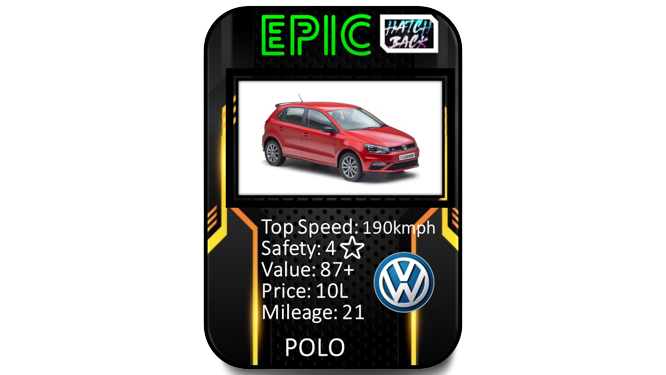 EPIC
HATCH
BACK
Top Speed: 190kmph
Safety: 4 ☆
Value: 87+
Price: 10L
Mileage: 21
POLO